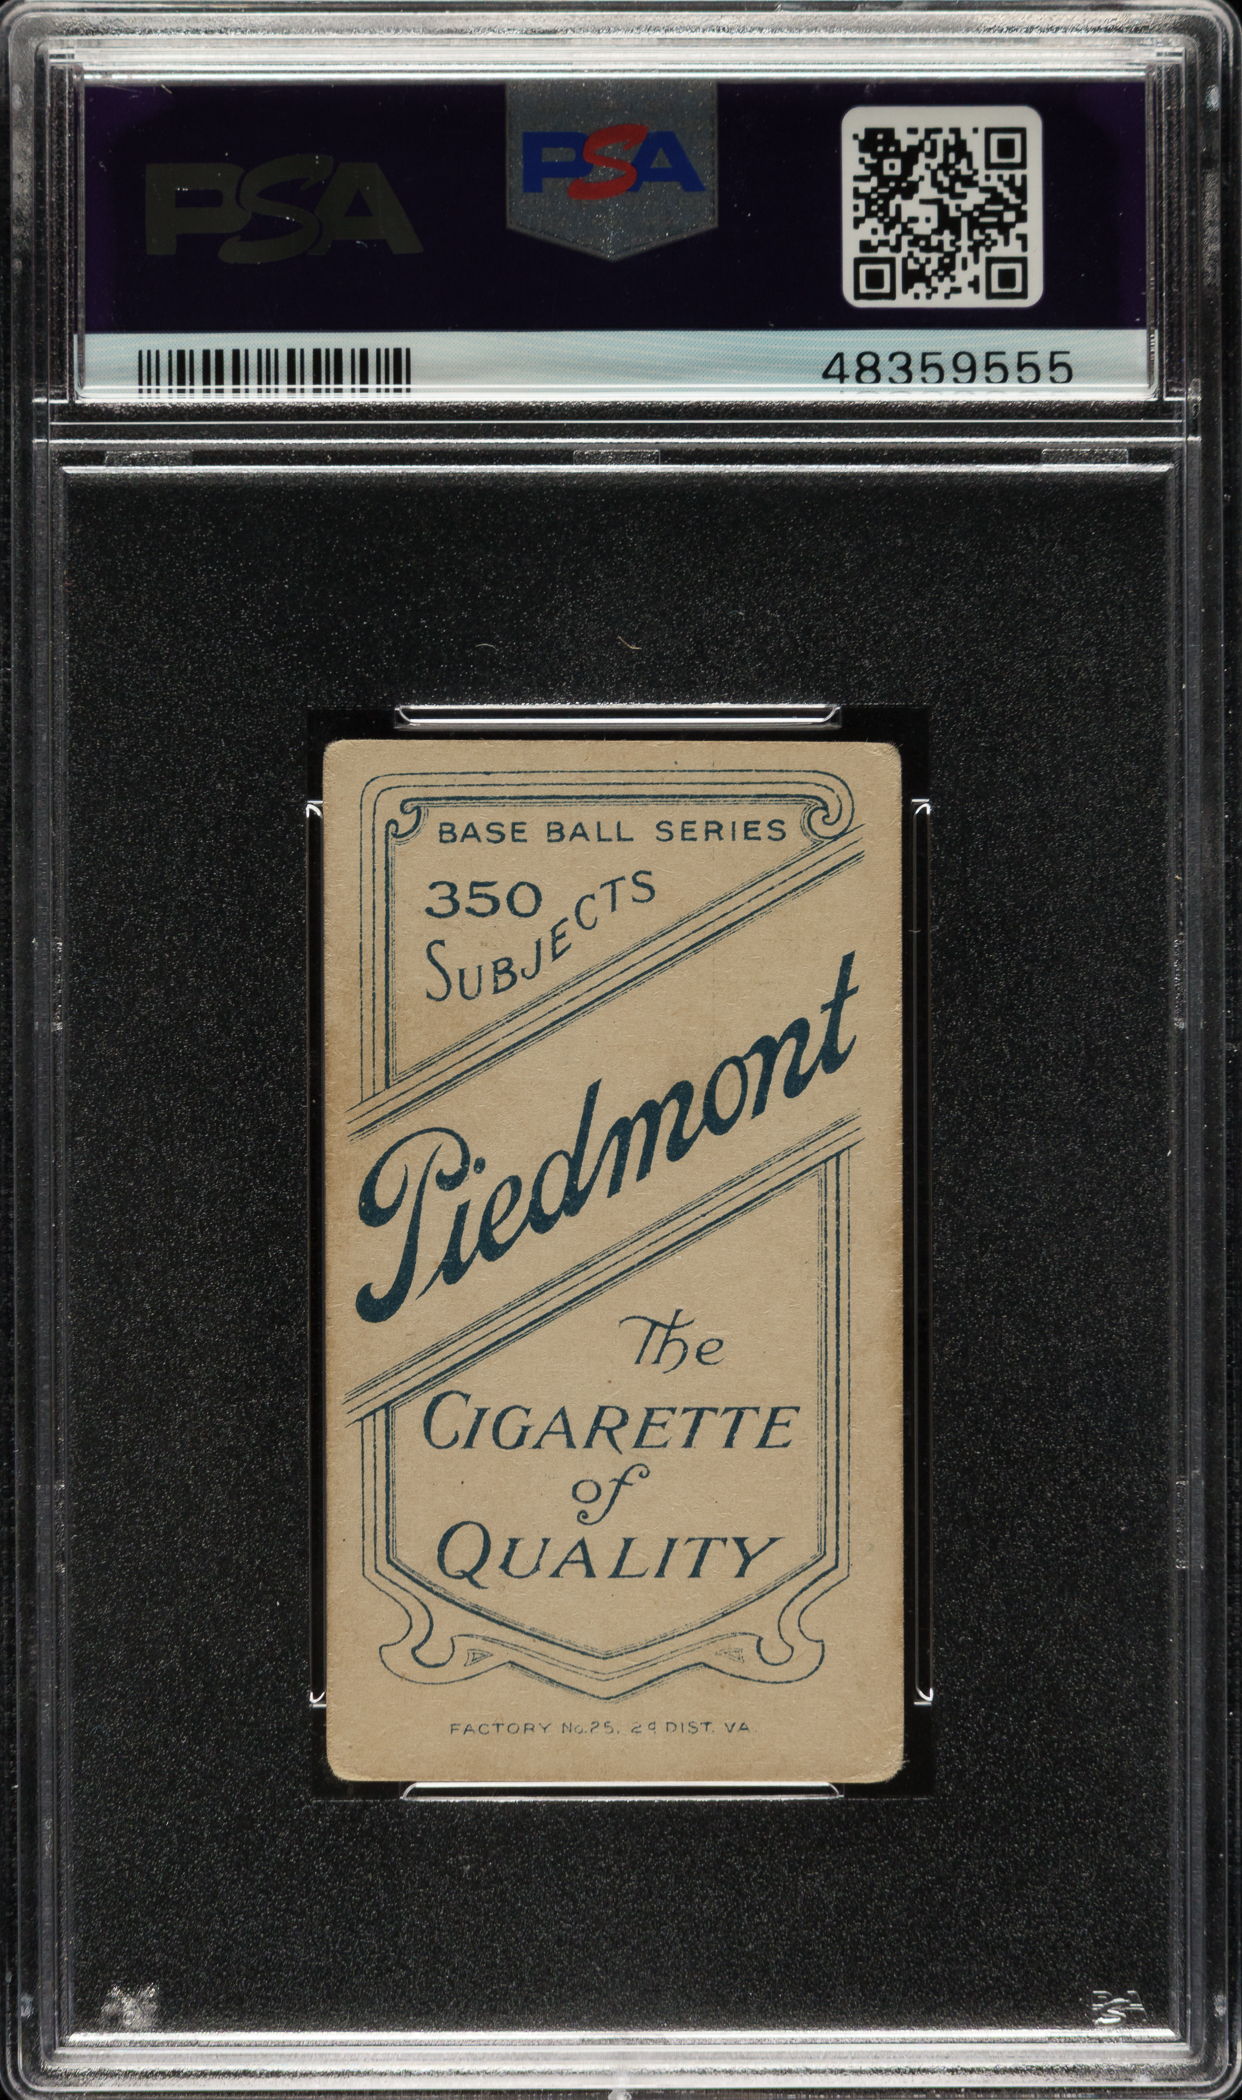 PSA
PSA
48359555
BASE BALL SERIES
350
SUBJECTS
Piedmont
The
CIGARETTE
of
QUALITY
FACTORY No.25, 2d DIST. VA.
PSA